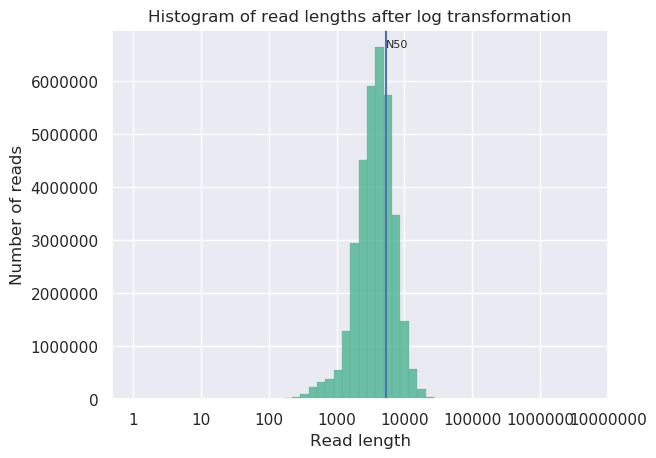 Histogram of read lengths after log transformation
N50
6000000
5000000
4000000
3000000
2000000
1000000
0
Number of reads
1 10 100 1000 10000 100000 1000000 10000000
Read length